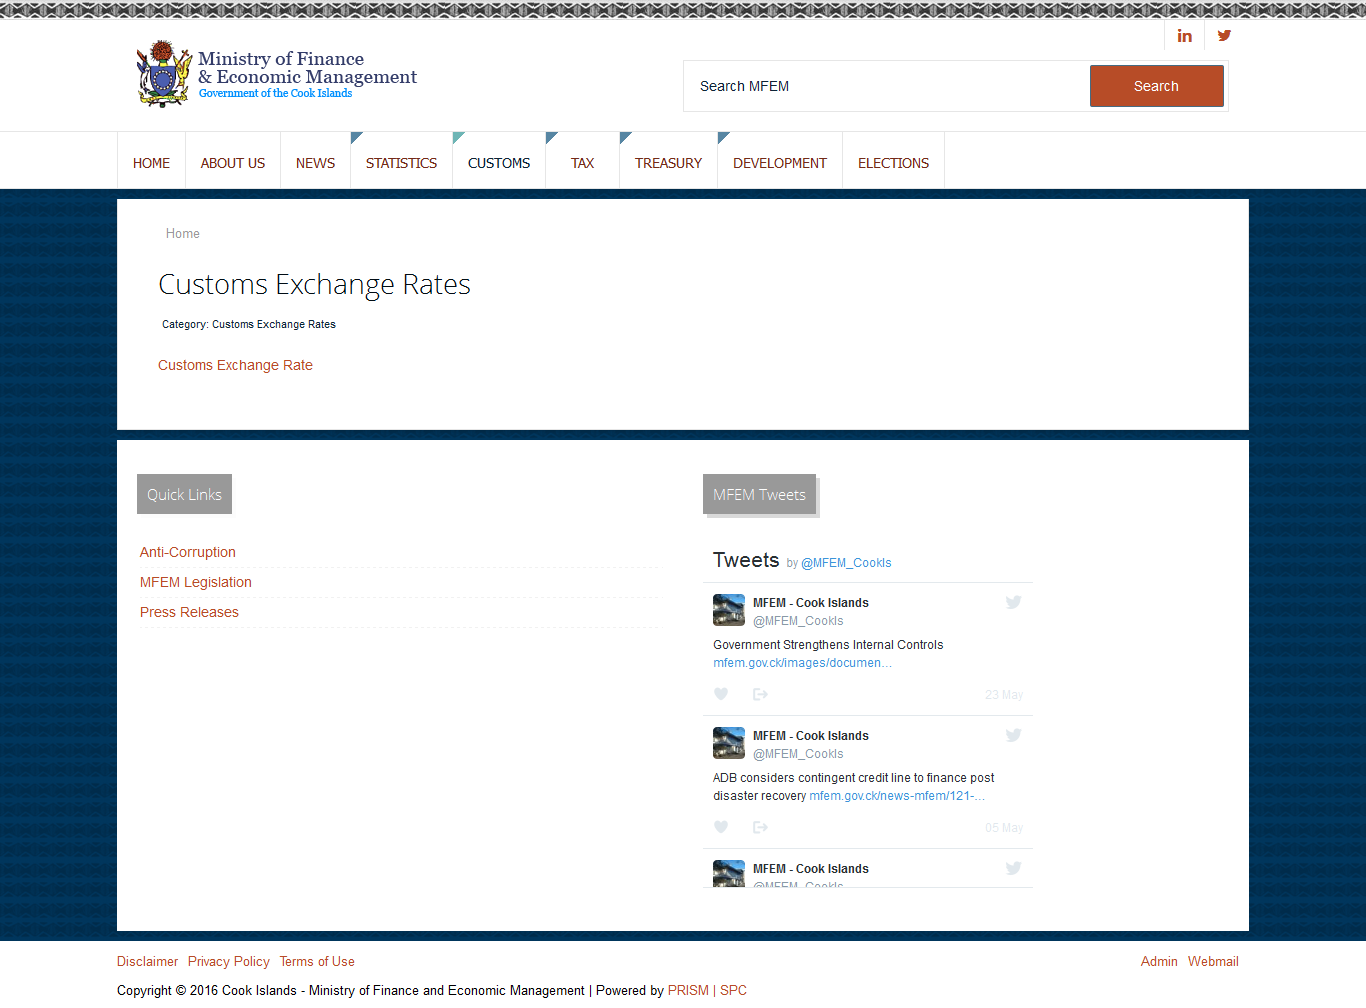 Ministry of Finance
& Economic Management
Government of the Cook Islands
Search MFEM
Search
HOME
ABOUT US
NEWS
STATISTICS
CUSTOMS
TAX
TREASURY
DEVELOPMENT
ELECTIONS
Home
Customs Exchange Rates
Category: Customs Exchange Rates
Customs Exchange Rate
Quick Links
Anti-Corruption
MFEM Legislation
Press Releases
MFEM Tweets
Tweets by @MFEM_CookIs
MFEM - Cook Islands
@MFEM_CookIs
Government Strengthens Internal Controls
mfem.gov.ck/images/documen…
23 May
MFEM - Cook Islands
@MFEM_CookIs
ADB considers contingent credit line to finance post
disaster recovery mfem.gov.ck/news-mfem/121-…
05 May
MFEM - Cook Islands
@MFEM_CookIs
Disclaimer Privacy Policy Terms of Use
Admin Webmail
Copyright © 2016 Cook Islands - Ministry of Finance and Economic Management | Powered by PRISM | SPC